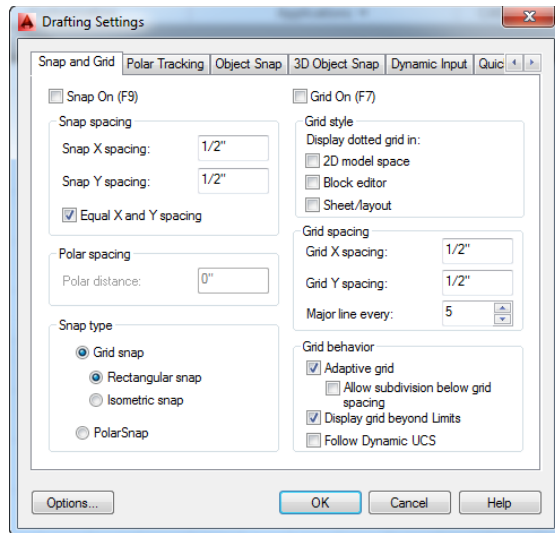 Drafting Settings
Snap and Grid Polar Tracking Object Snap 3D Object Snap Dynamic Input Quic
Snap On (F9)
Snap spacing
Snap X spacing: 1/2"
Snap Y spacing: 1/2"
Equal X and Y spacing
Polar spacing
Polar distance: 0"
Snap type
Grid snap
Rectangular snap
Isometric snap
PolarSnap
Grid On (F7)
Grid style
Display dotted grid in:
2D model space
Block editor
Sheet/layout
Grid spacing
Grid X spacing: 1/2"
Grid Y spacing: 1/2"
Major line every: 5
Grid behavior
Adaptive grid
Allow subdivision below grid
spacing
Display grid beyond Limits
Follow Dynamic UCS
Options... OK Cancel Help